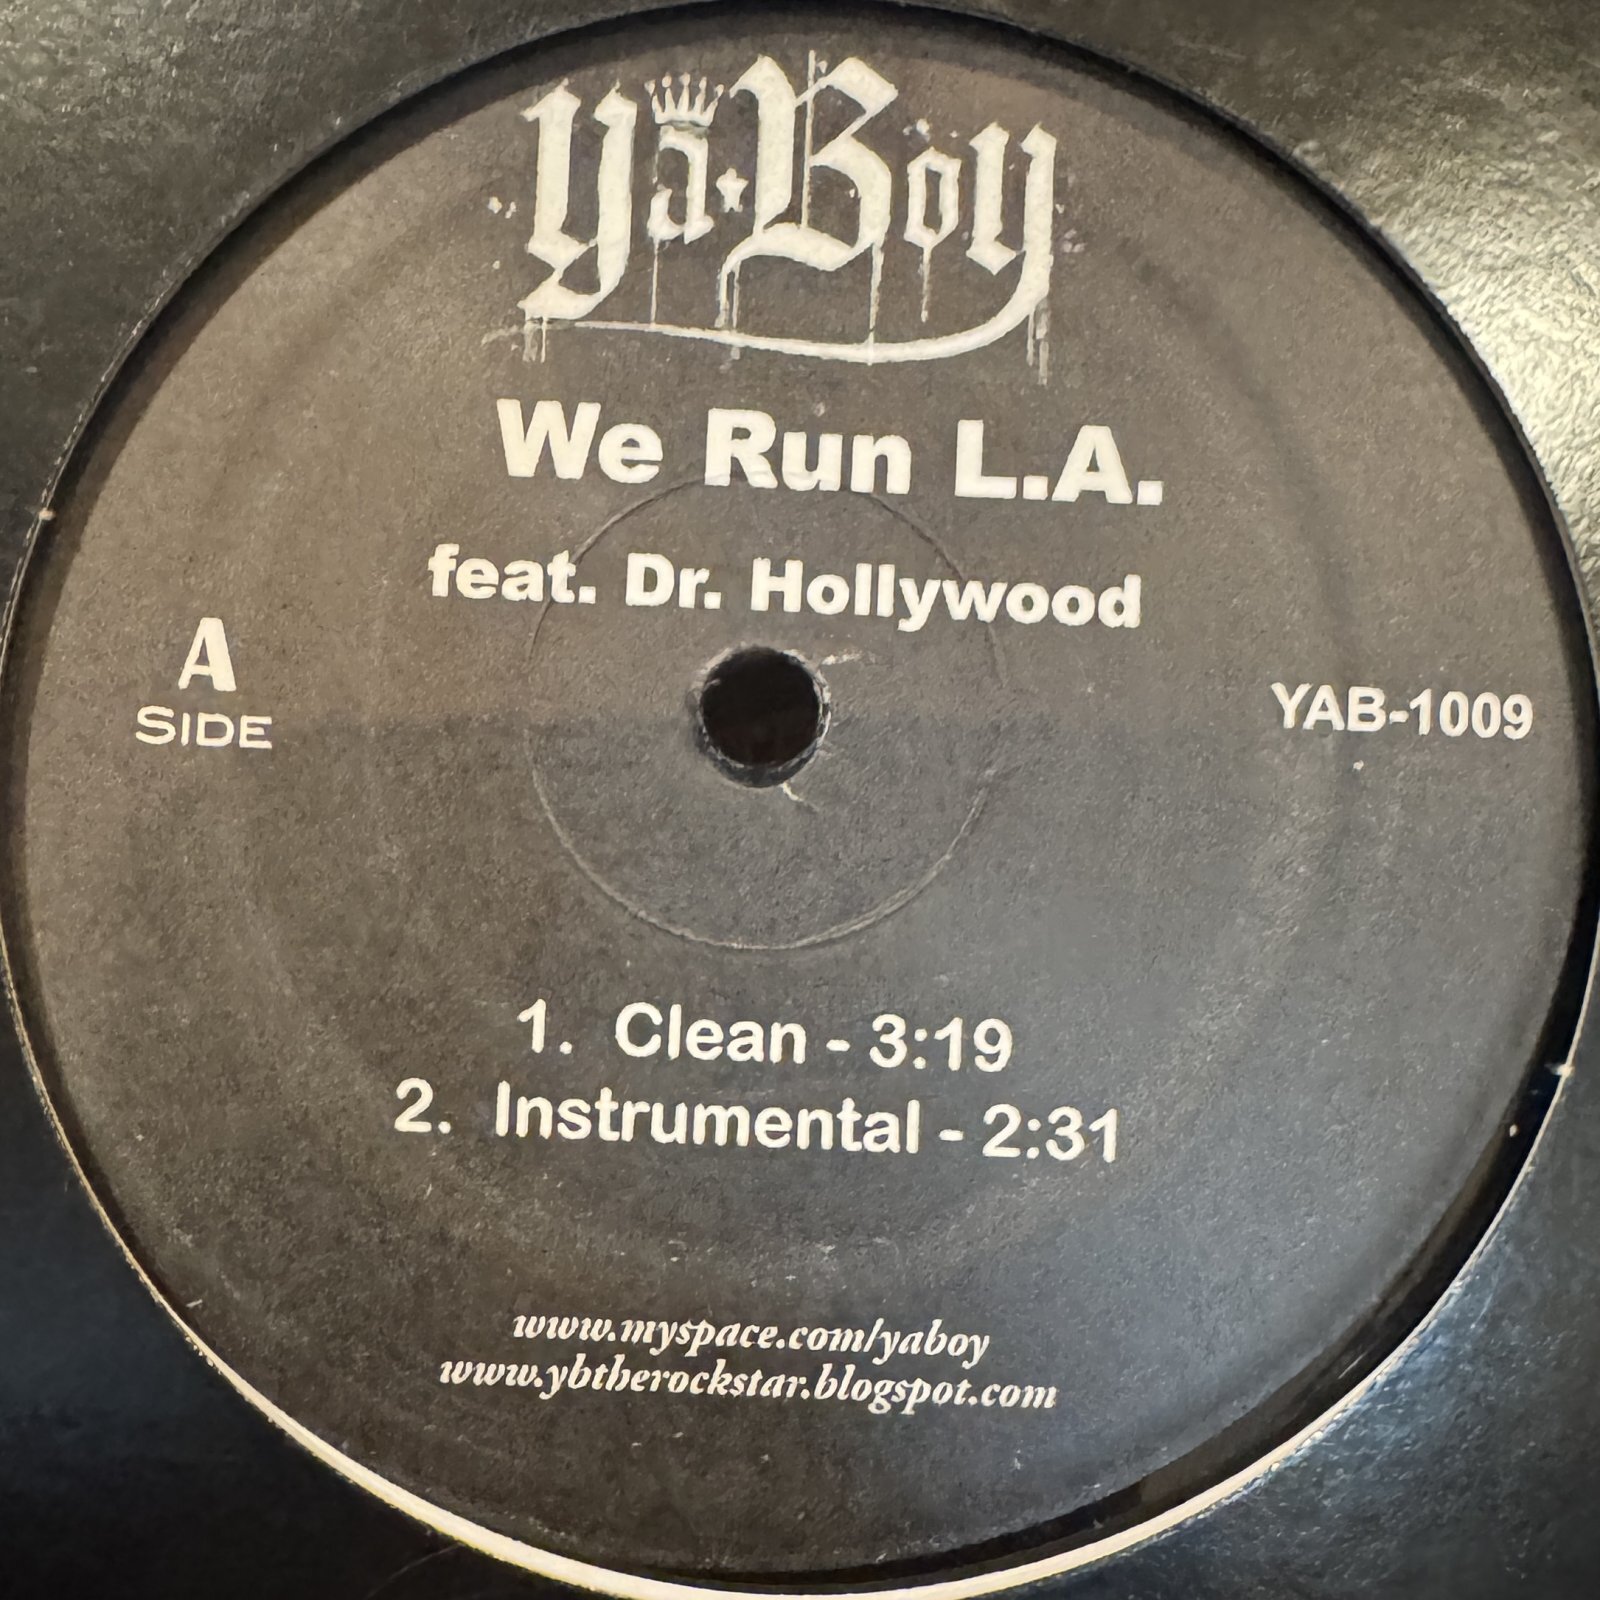 Ya Boy
We Run L.A.
feat. Dr. Hollywood
A
SIDE
YAB-1009
1. Clean - 3:19
2. Instrumental - 2:31
www.myspace.com/yaboy
www.ybtherockstar.blogspot.com